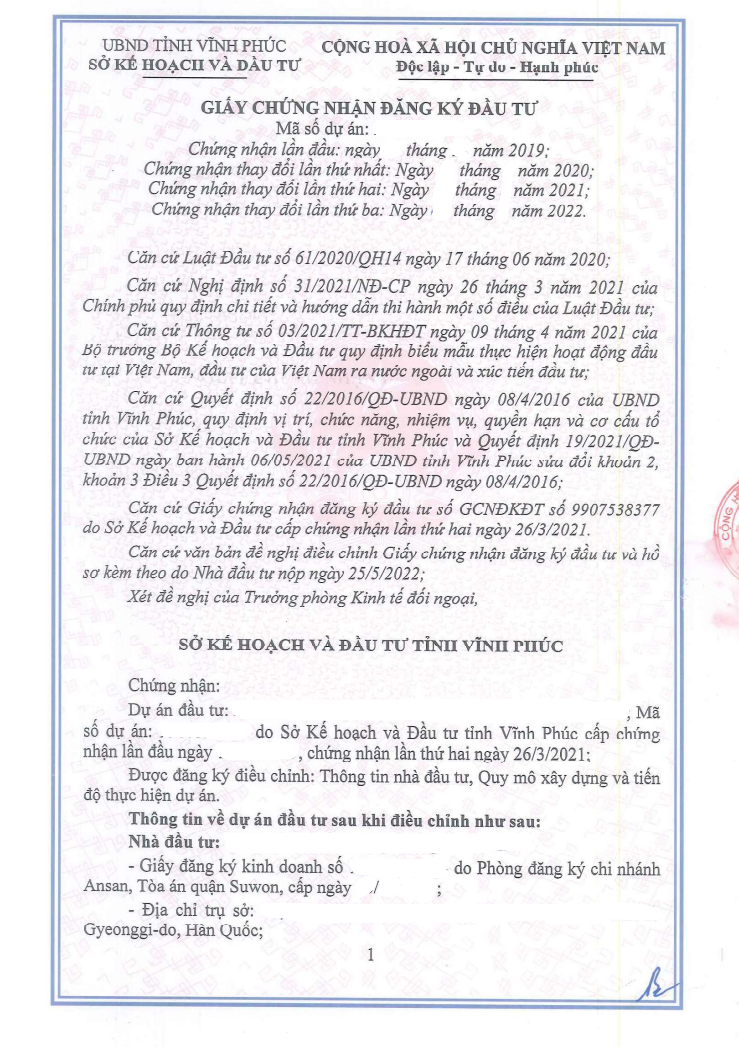 UBND TỈNH VĨNH PHÚC
SỞ KẾ HOẠCH VÀ ĐẦU TƯ
CỘNG HOÀ XÃ HỘI CHỦ NGHĨA VIỆT NAM
Độc lập - Tự do - Hạnh phúc
GIẤY CHỨNG NHẬN ĐĂNG KÝ ĐẦU TƯ
Mã số dự án:
Chứng nhận lần đầu: ngày tháng năm 2019;
Chứng nhận thay đổi lần thứ nhất: Ngày tháng năm 2020;
Chứng nhận thay đổi lần thứ hai: Ngày tháng năm 2021;
Chứng nhận thay đổi lần thứ ba: Ngày tháng năm 2022.
Căn cứ Luật Đầu tư số 61/2020/QH14 ngày 17 tháng 06 năm 2020;
Căn cứ Nghị định số 31/2021/NĐ-CP ngày 26 tháng 3 năm 2021 của
Chính phủ quy định chi tiết và hướng dẫn thi hành một số điều của Luật Đầu tư;
Căn cứ Thông tư số 03/2021/TT-BKHĐT ngày 09 tháng 4 năm 2021 của
Bộ trưởng Bộ Kế hoạch và Đầu tư quy định biểu mẫu thực hiện hoạt động đầu
tư tại Việt Nam, đầu tư của Việt Nam ra nước ngoài và xúc tiến đầu tư;
Căn cứ Quyết định số 22/2016/QĐ-UBND ngày 08/4/2016 của UBND
tỉnh Vĩnh Phúc, quy định vị trí, chức năng, nhiệm vụ, quyền hạn và cơ cấu tổ
chức của Sở Kế hoạch và Đầu tư tỉnh Vĩnh Phúc và Quyết định 19/2021/QĐ-
UBND ngày ban hành 06/05/2021 của UBND tỉnh Vĩnh Phúc sửa đổi khoản 2,
khoản 3 Điều 3 Quyết định số 22/2016/QĐ-UBND ngày 08/4/2016;
Căn cứ Giấy chứng nhận đăng ký đầu tư số GCNĐKĐT số 9907538377
do Sở Kế hoạch và Đầu tư cấp chứng nhận lần thứ hai ngày 26/3/2021.
Căn cứ văn bản đề nghị điều chỉnh Giấy chứng nhận đăng ký đầu tư và hồ
sơ kèm theo do Nhà đầu tư nộp ngày 25/5/2022;
Xét đề nghị của Trưởng phòng Kinh tế đối ngoại,
SỞ KẾ HOẠCH VÀ ĐẦU TƯ TỈNH VĨNH PHÚC
Chứng nhận:
Dự án đầu tư: , Mã
số dự án: do Sở Kế hoạch và Đầu tư tỉnh Vĩnh Phúc cấp chứng
nhận lần đầu ngày , chứng nhận lần thứ hai ngày 26/3/2021;
Được đăng ký điều chỉnh: Thông tin nhà đầu tư, Quy mô xây dựng và tiến
độ thực hiện dự án.
Thông tin về dự án đầu tư sau khi điều chỉnh như sau:
Nhà đầu tư:
- Giấy đăng ký kinh doanh số do Phòng đăng ký chi nhánh
Ansan, Tòa án quận Suwon, cấp ngày / ;
- Địa chỉ trụ sở:
Gyeonggi-do, Hàn Quốc;
1
CỘNG H